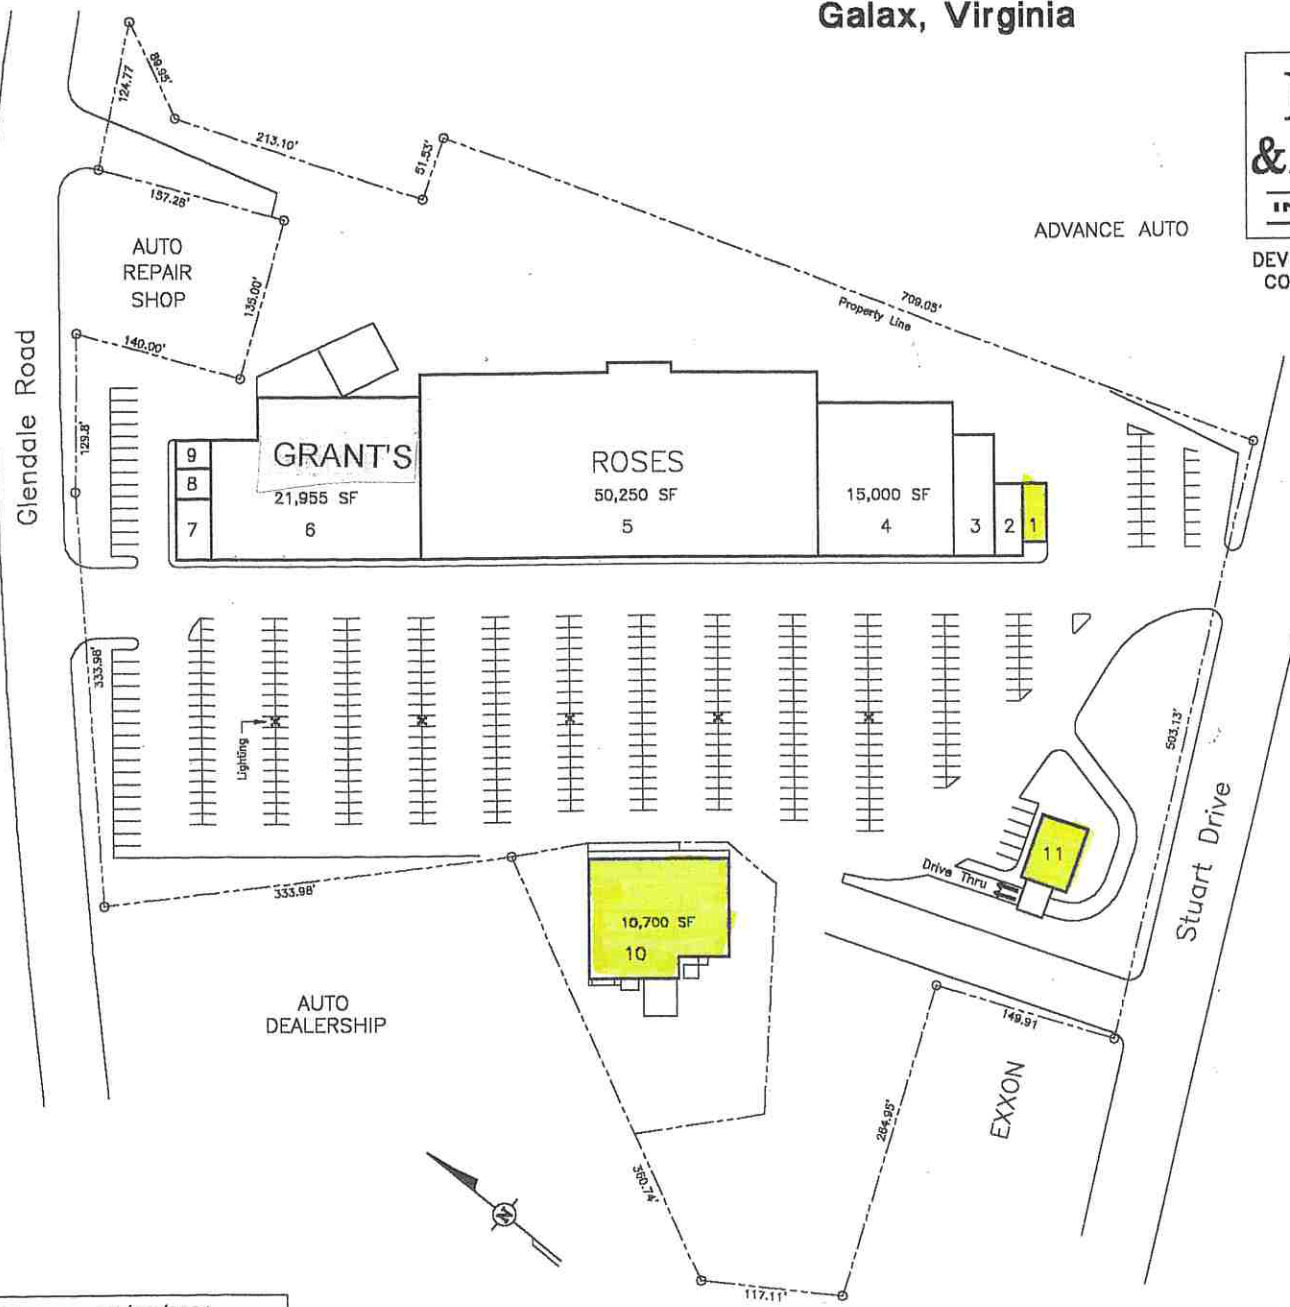 Galax, Virginia
&
DEV
CO
124.77
89.95'
213.10'
51.53'
157.28'
AUTO
REPAIR
SHOP
135.00'
140.00'
ADVANCE AUTO
709.05'
Property Line
Glendale Road
129.8'
9
8
7
GRANT'S
21,955 SF
6
ROSES
50,250 SF
5
15,000 SF
4
3
2
1
333.98'
Lighting
503.13'
Stuart Drive
11
Drive Thru
333.98'
10,700 SF
10
AUTO
DEALERSHIP
149.91
EXXON
264.95'
360.74'
N
117.11'